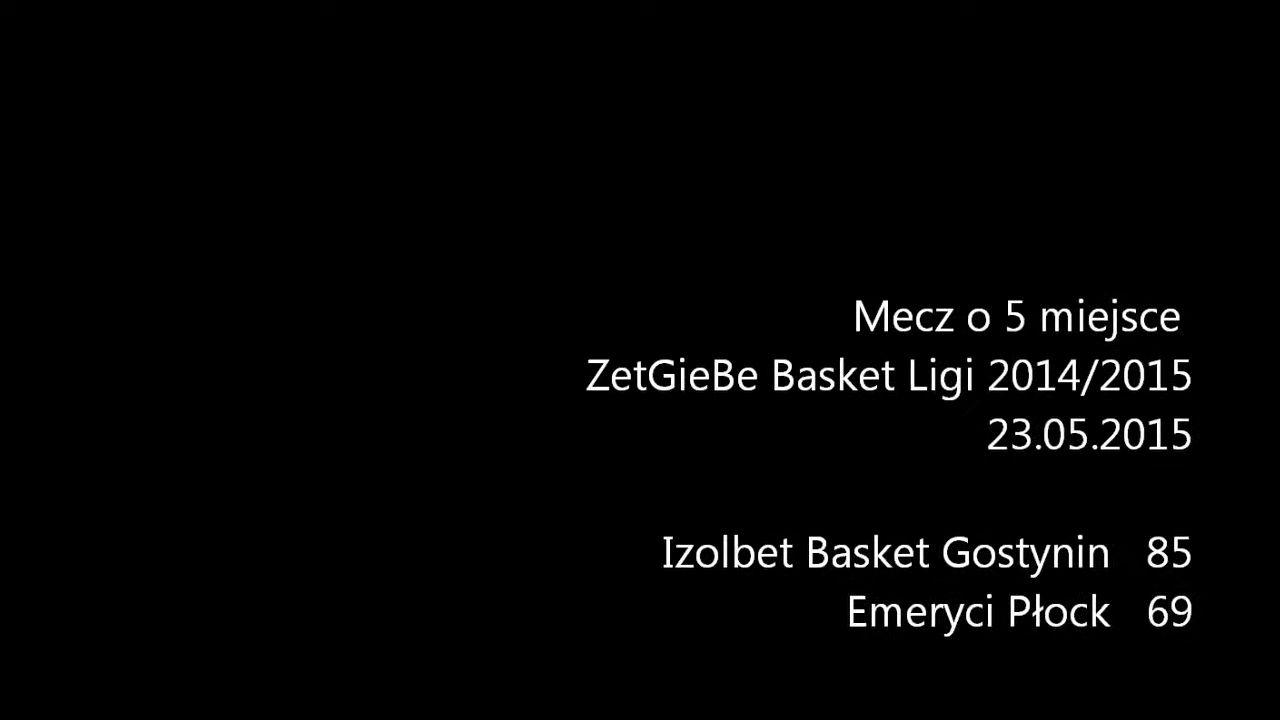 Mecz o 5 miejsce
ZetGieBe Basket Ligi 2014/2015
23.05.2015
Izolbet Basket Gostynin 85
Emeryci Płock 69